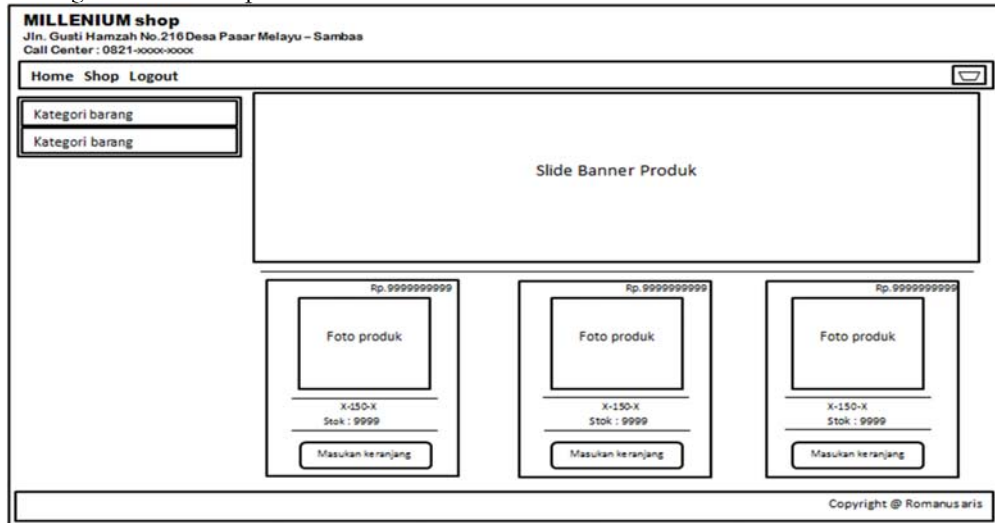 MILLENIUM shop
Jln. Gusti Hamzah No.216 Desa Pasar Melayu – Sambas
Call Center : 0821-xxxx-xxxx
Home Shop Logout
Kategori barang
Kategori barang
Slide Banner Produk
Rp.9999999999
Foto produk
X-150-X
Stok : 9999
Masukan keranjang
Rp.9999999999
Foto produk
X-150-X
Stok : 9999
Masukan keranjang
Rp.9999999999
Foto produk
X-150-X
Stok : 9999
Masukan keranjang
Copyright @ Romanus aris